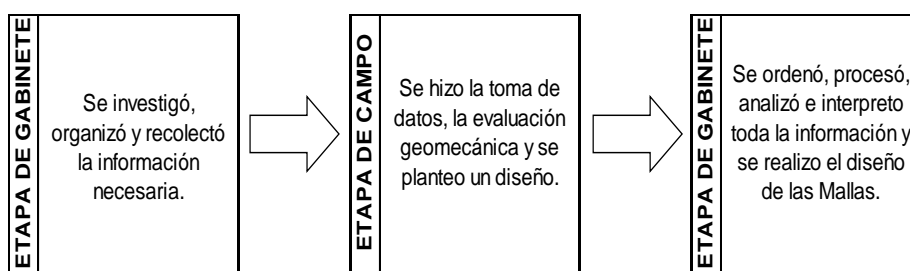 ETAPA DE GABINETE
Se investigó,
organizó y recolectó
la información
necesaria.
ETAPA DE CAMPO
Se hizo la toma de
datos, la evaluación
geomecánica y se
planteo un diseño.
ETAPA DE GABINETE
Se ordenó, procesó,
analizó e interpreto
toda la información y
se realizo el diseño
de las Mallas.